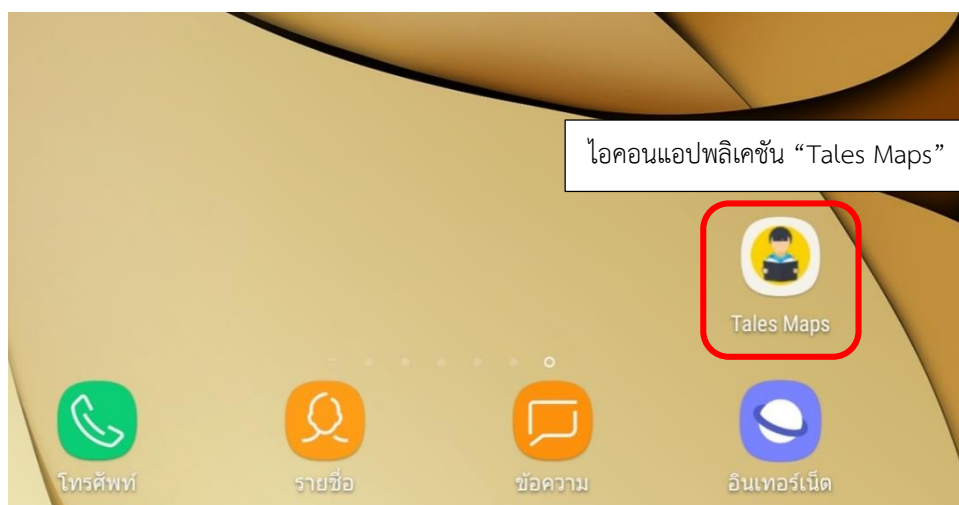 ไอคอนแอปพลิเคชัน “Tales Maps”
Tales Maps
โทรศัพท์
รายชื่อ
ข้อความ
อินเทอร์เน็ต